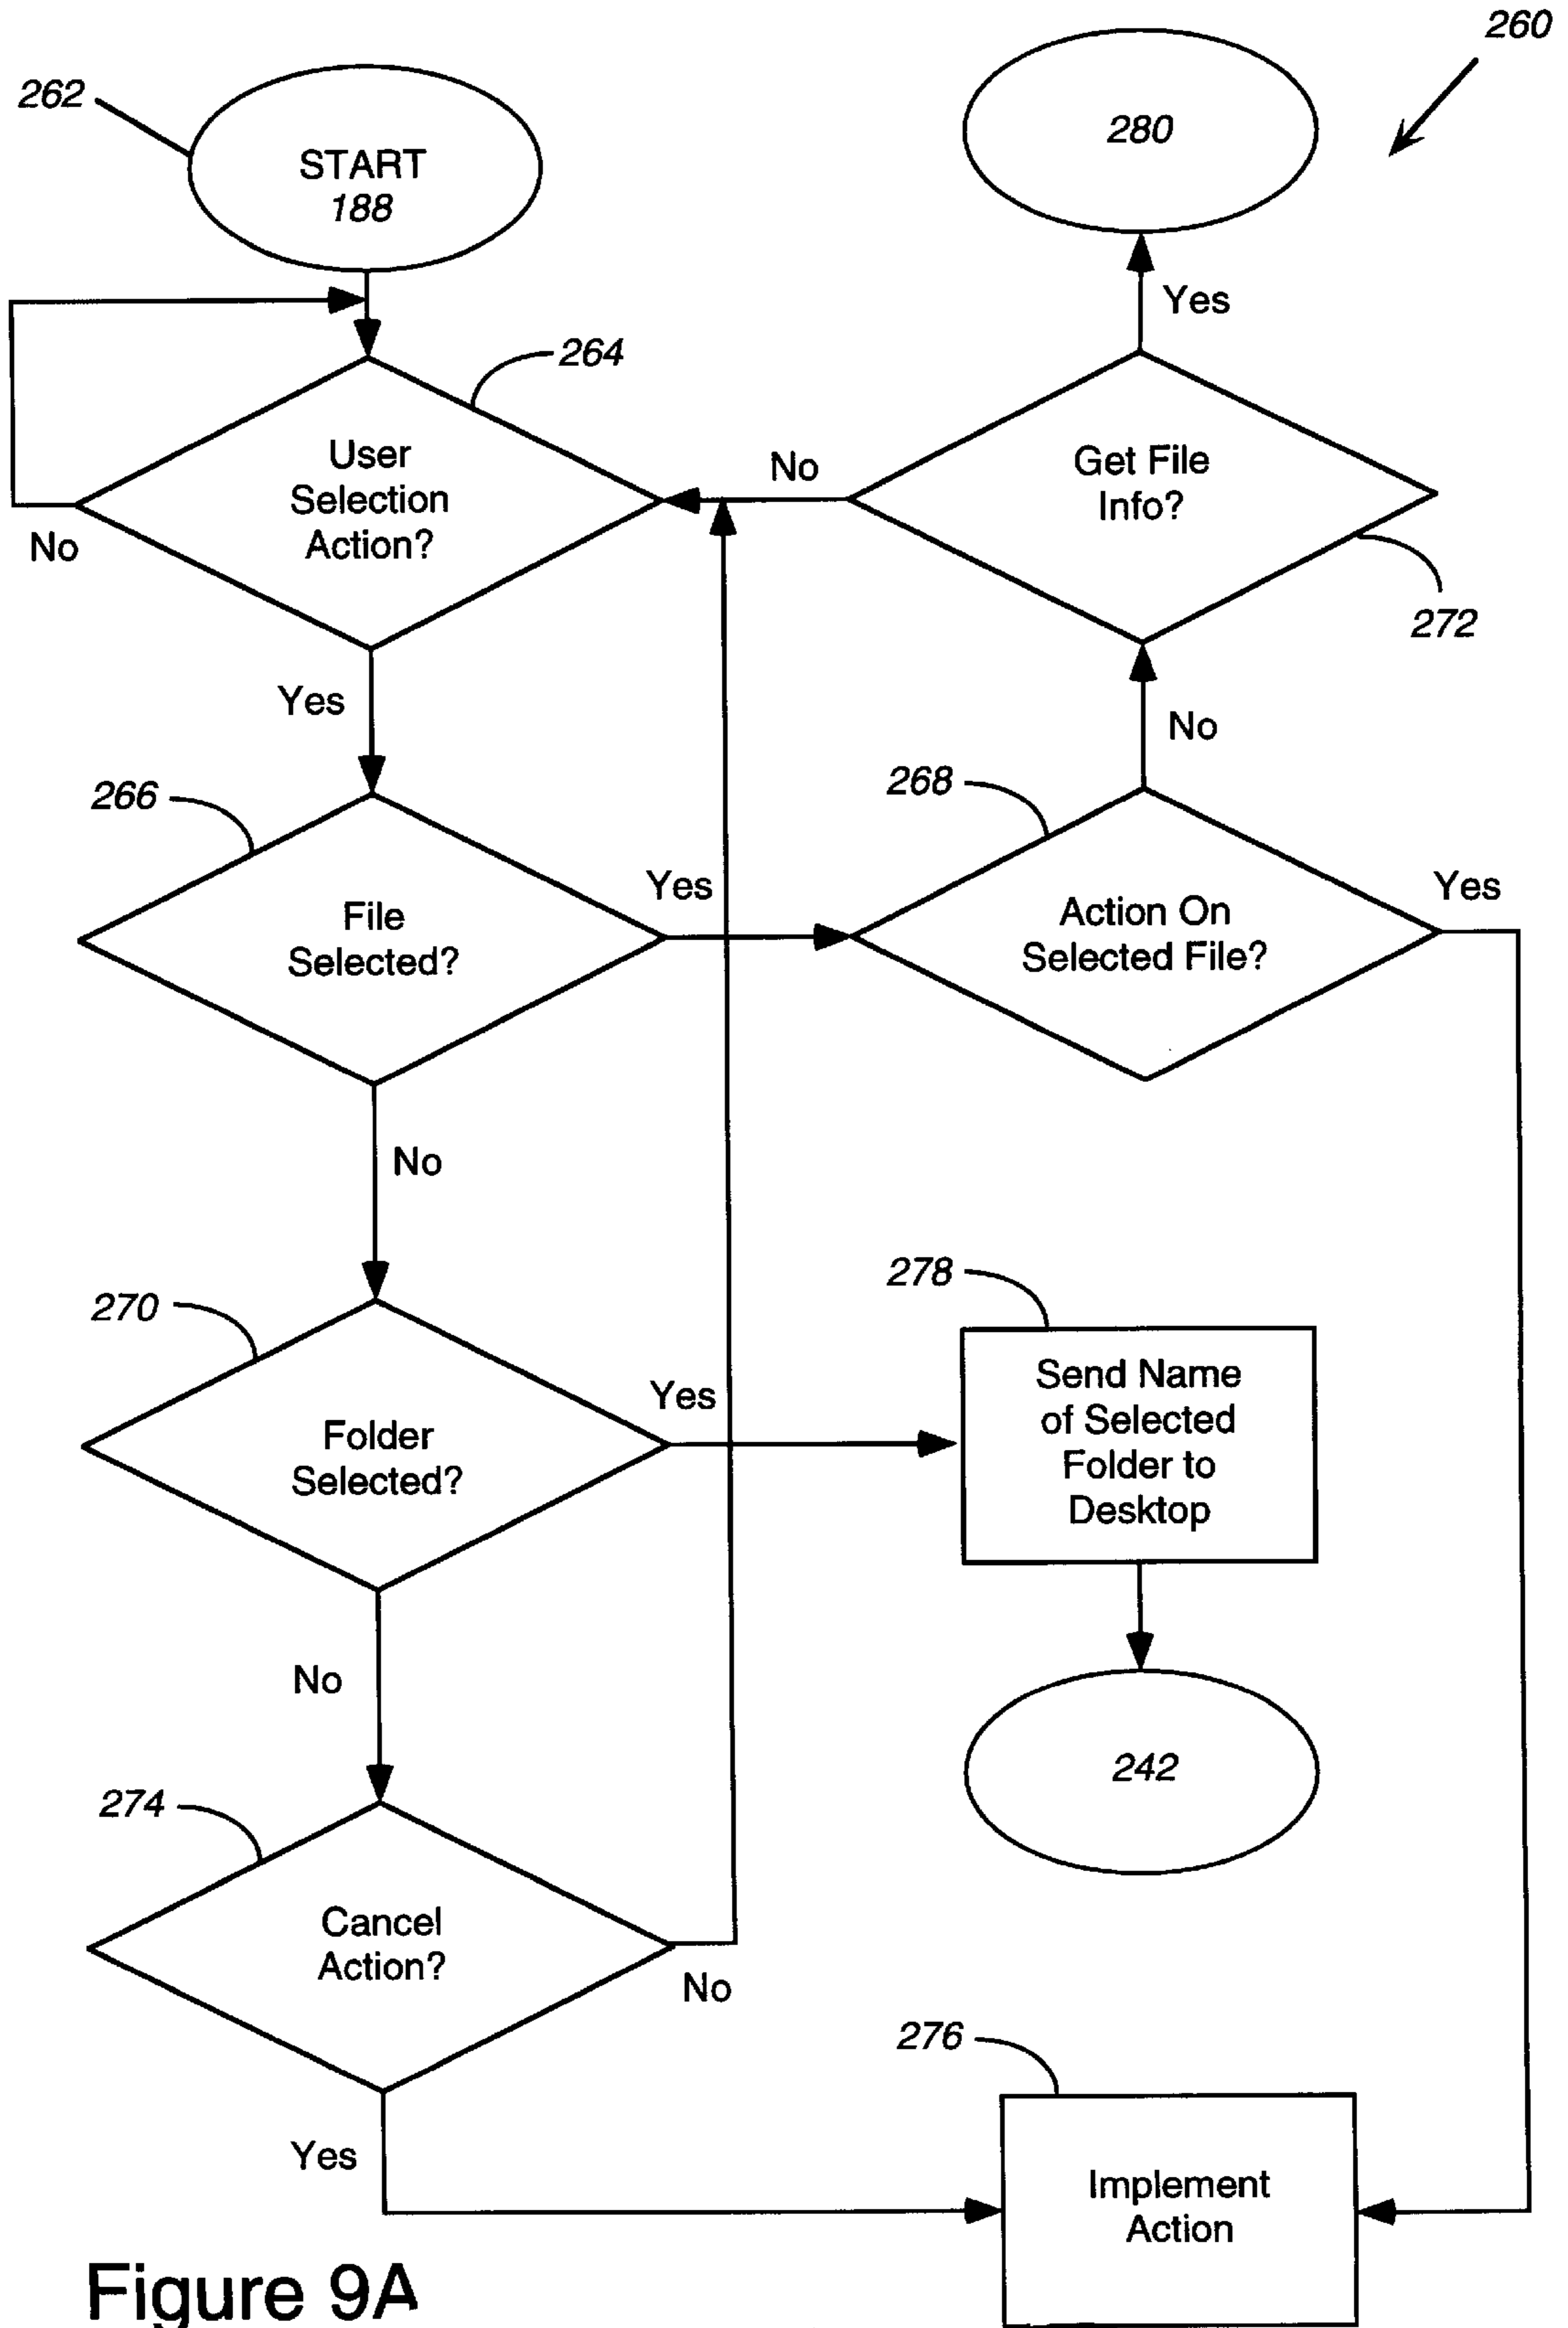 260
262
START
188
280
Yes
264
User
Selection
Action?
No
No
Get File
Info?
272
Yes
No
266
File
Selected?
Yes
268
Action On
Selected File?
Yes
No
270
Folder
Selected?
Yes
278
Send Name
of Selected
Folder to
Desktop
No
242
274
Cancel
Action?
No
276
Yes
Implement
Action
Figure 9A